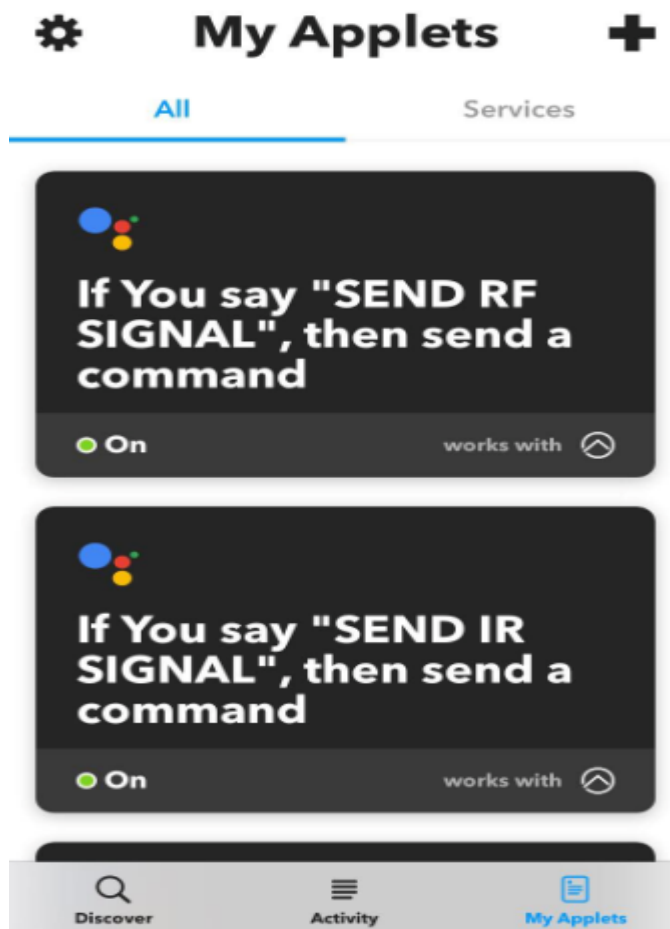 My Applets
All
Services
If You say "SEND RF
SIGNAL", then send a
command
On
works with
If You say "SEND IR
SIGNAL", then send a
command
On
works with
Discover
Activity
My Applets